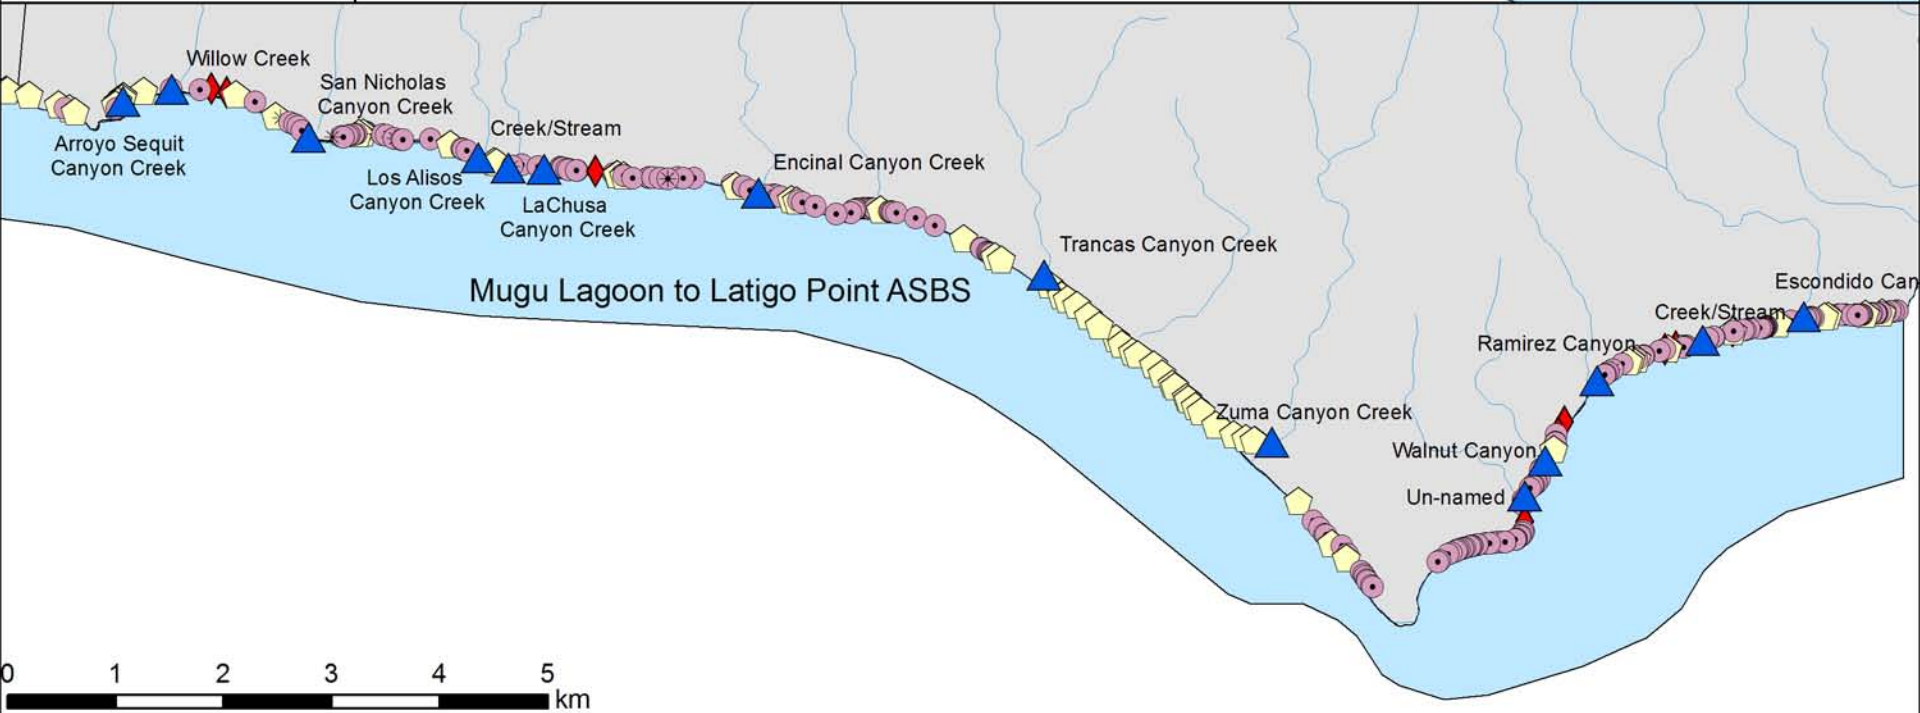 Willow Creek
San Nicholas
Canyon Creek
Arroyo Sequit
Canyon Creek
Creek/Stream
Los Alisos
Canyon Creek
LaChusa
Canyon Creek
Encinal Canyon Creek
Trancas Canyon Creek
Mugu Lagoon to Latigo Point ASBS
Escondido Can
Creek/Stream
Ramirez Canyon
Zuma Canyon Creek
Walnut Canyon
Un-named
0 1 2 3 4 5
km